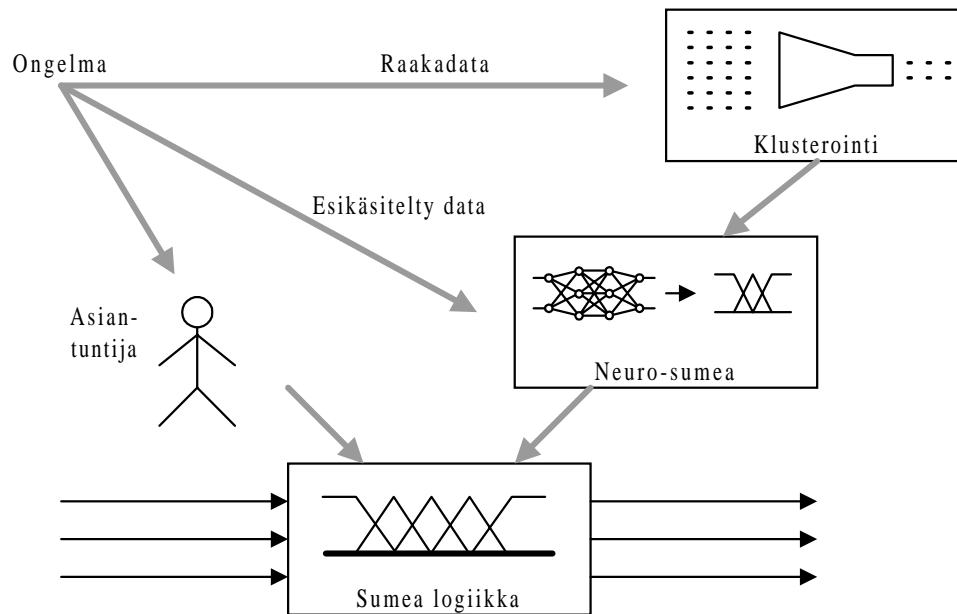 Ongelma
Raakadata
Klusterointi
Esikäsitelty data
Asian-
tuntija
Neuro-sumea
Sumea logiikka